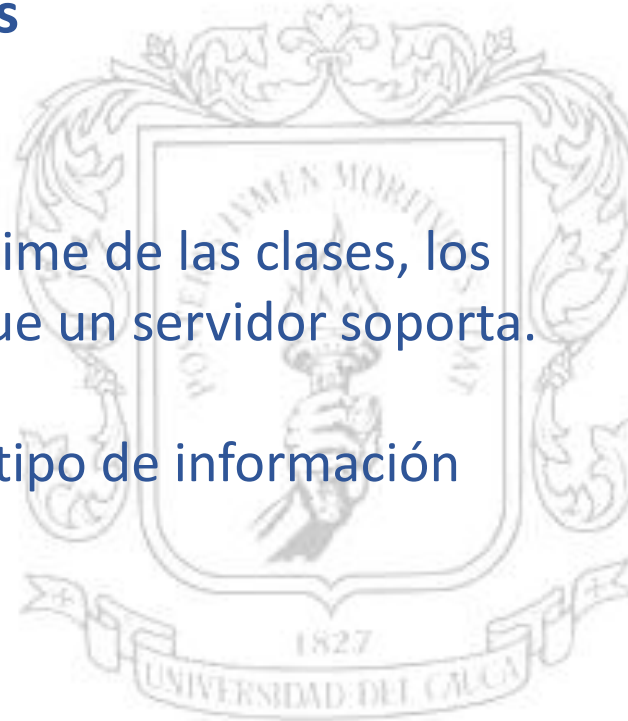 s
ime de las clases, los
ue un servidor soporta.
tipo de información
1827
UNIVERSIDAD DEL CAUCA